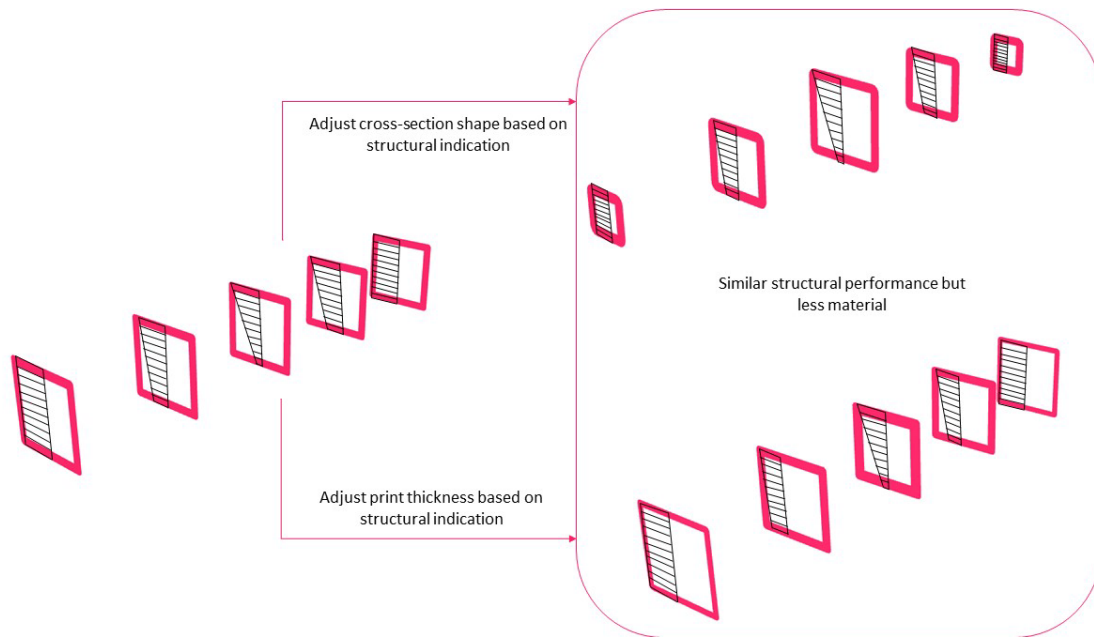 Adjust cross-section shape based on
structural indication
Similar structural performance but
less material
Adjust print thickness based on
structural indication